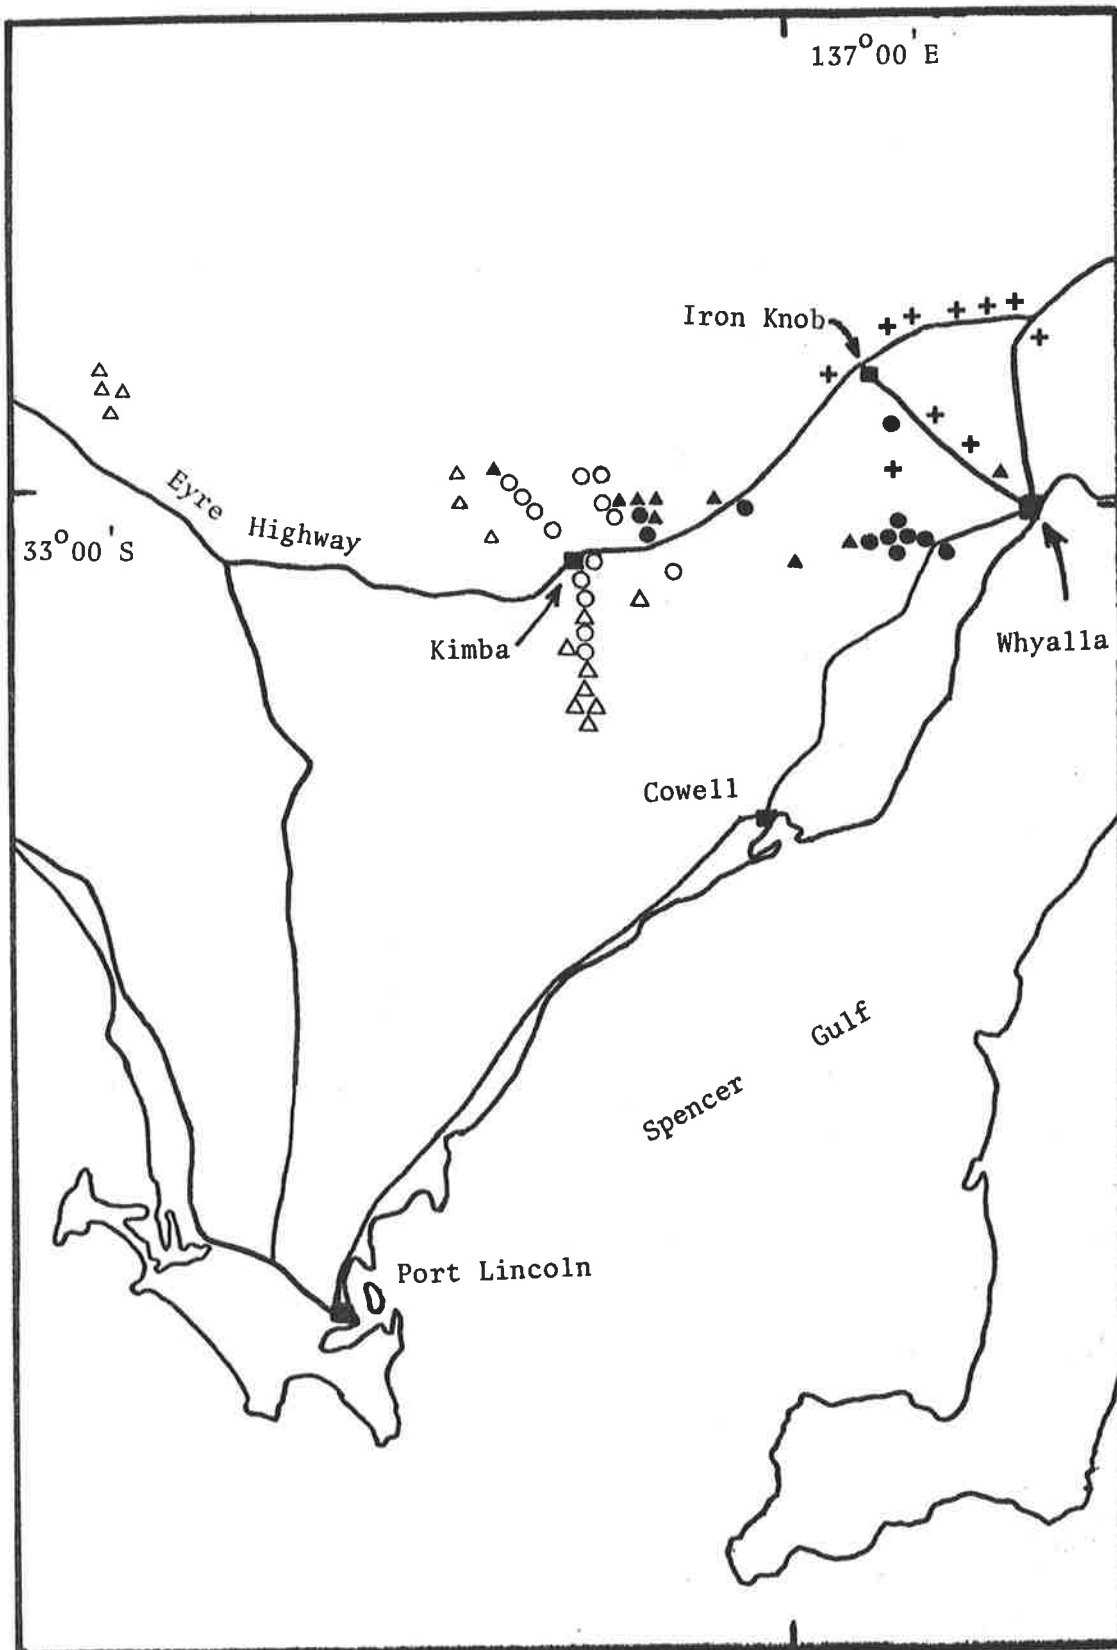 137°00'E
Iron Knob
Eyre Highway
33°00'S
Kimba
Whyalla
Cowell
Spencer Gulf
Port Lincoln